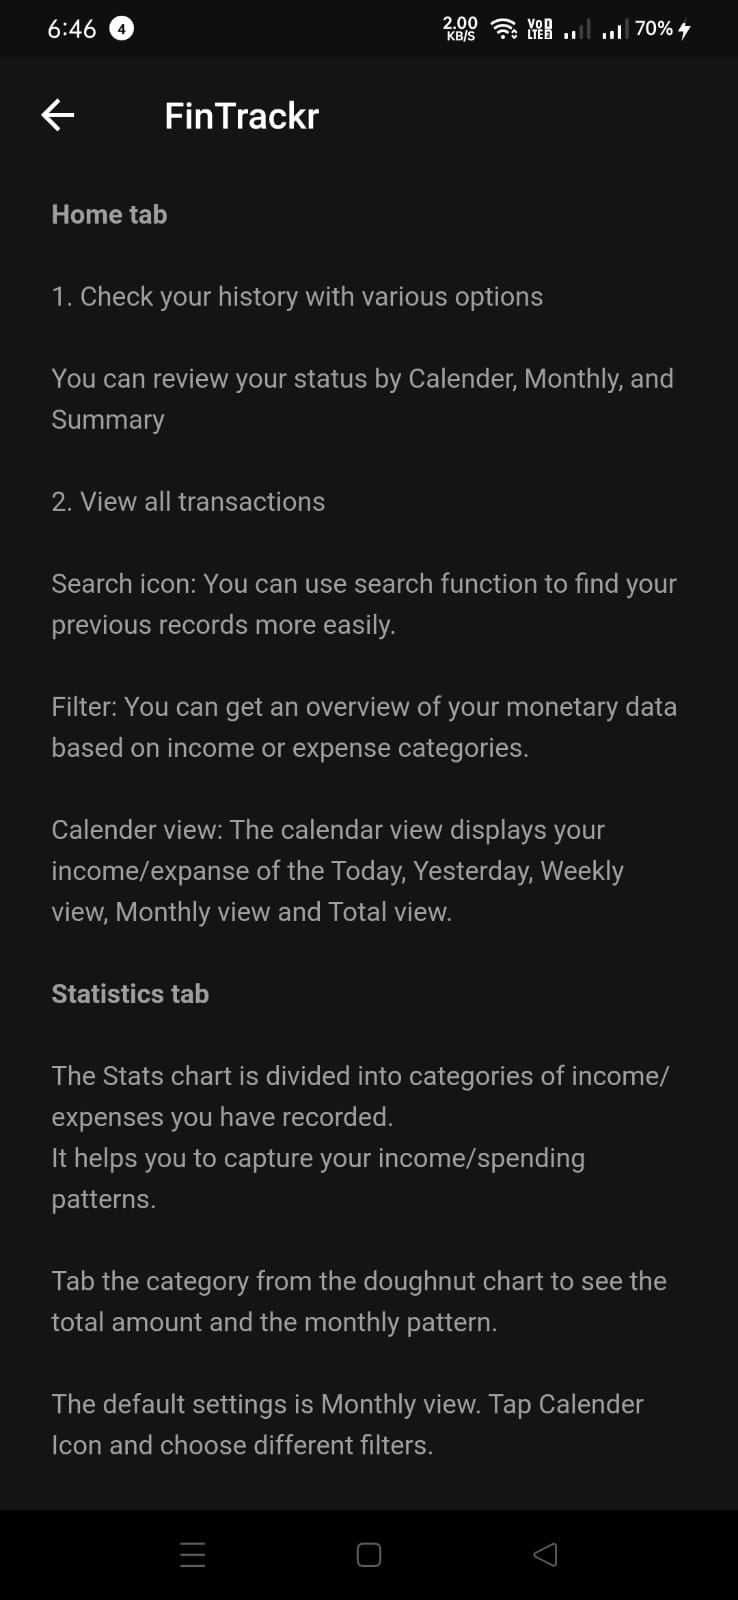 6:46 4 2.00 KB/S VoD LTE2 70%
FinTrackr
Home tab
1. Check your history with various options
You can review your status by Calender, Monthly, and
Summary
2. View all transactions
Search icon: You can use search function to find your
previous records more easily.
Filter: You can get an overview of your monetary data
based on income or expense categories.
Calender view: The calendar view displays your
income/expanse of the Today, Yesterday, Weekly
view, Monthly view and Total view.
Statistics tab
The Stats chart is divided into categories of income/
expenses you have recorded.
It helps you to capture your income/spending
patterns.
Tab the category from the doughnut chart to see the
total amount and the monthly pattern.
The default settings is Monthly view. Tap Calender
Icon and choose different filters.